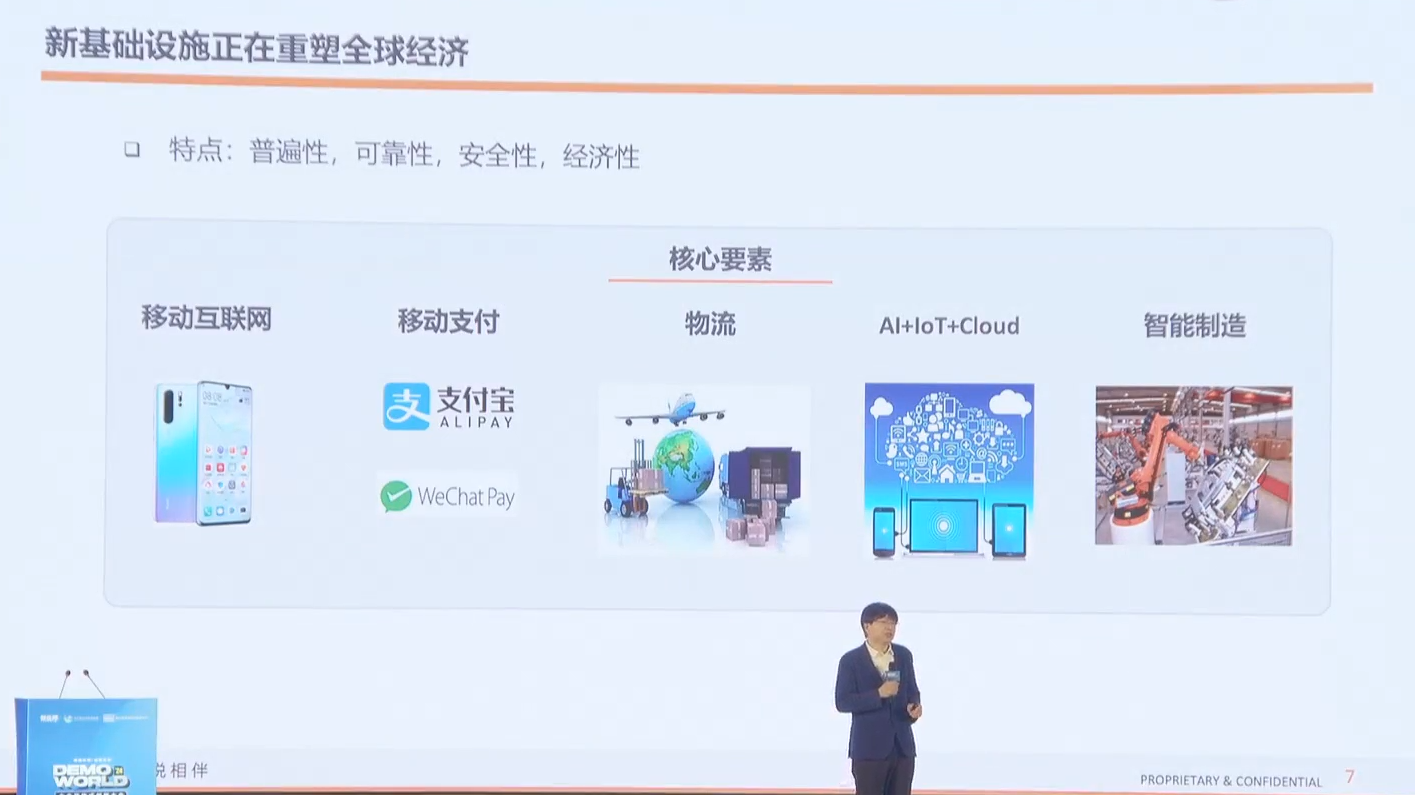 新基础设施正在重塑全球经济
特点：普遍性，可靠性，安全性，经济性
核心要素
移动互联网
移动支付
物流
AI+IoT+Cloud
智能制造
支付宝
ALIPAY
WeChat Pay
DEMO
WORLD
相伴
PROPRIETARY & CONFIDENTIAL
7